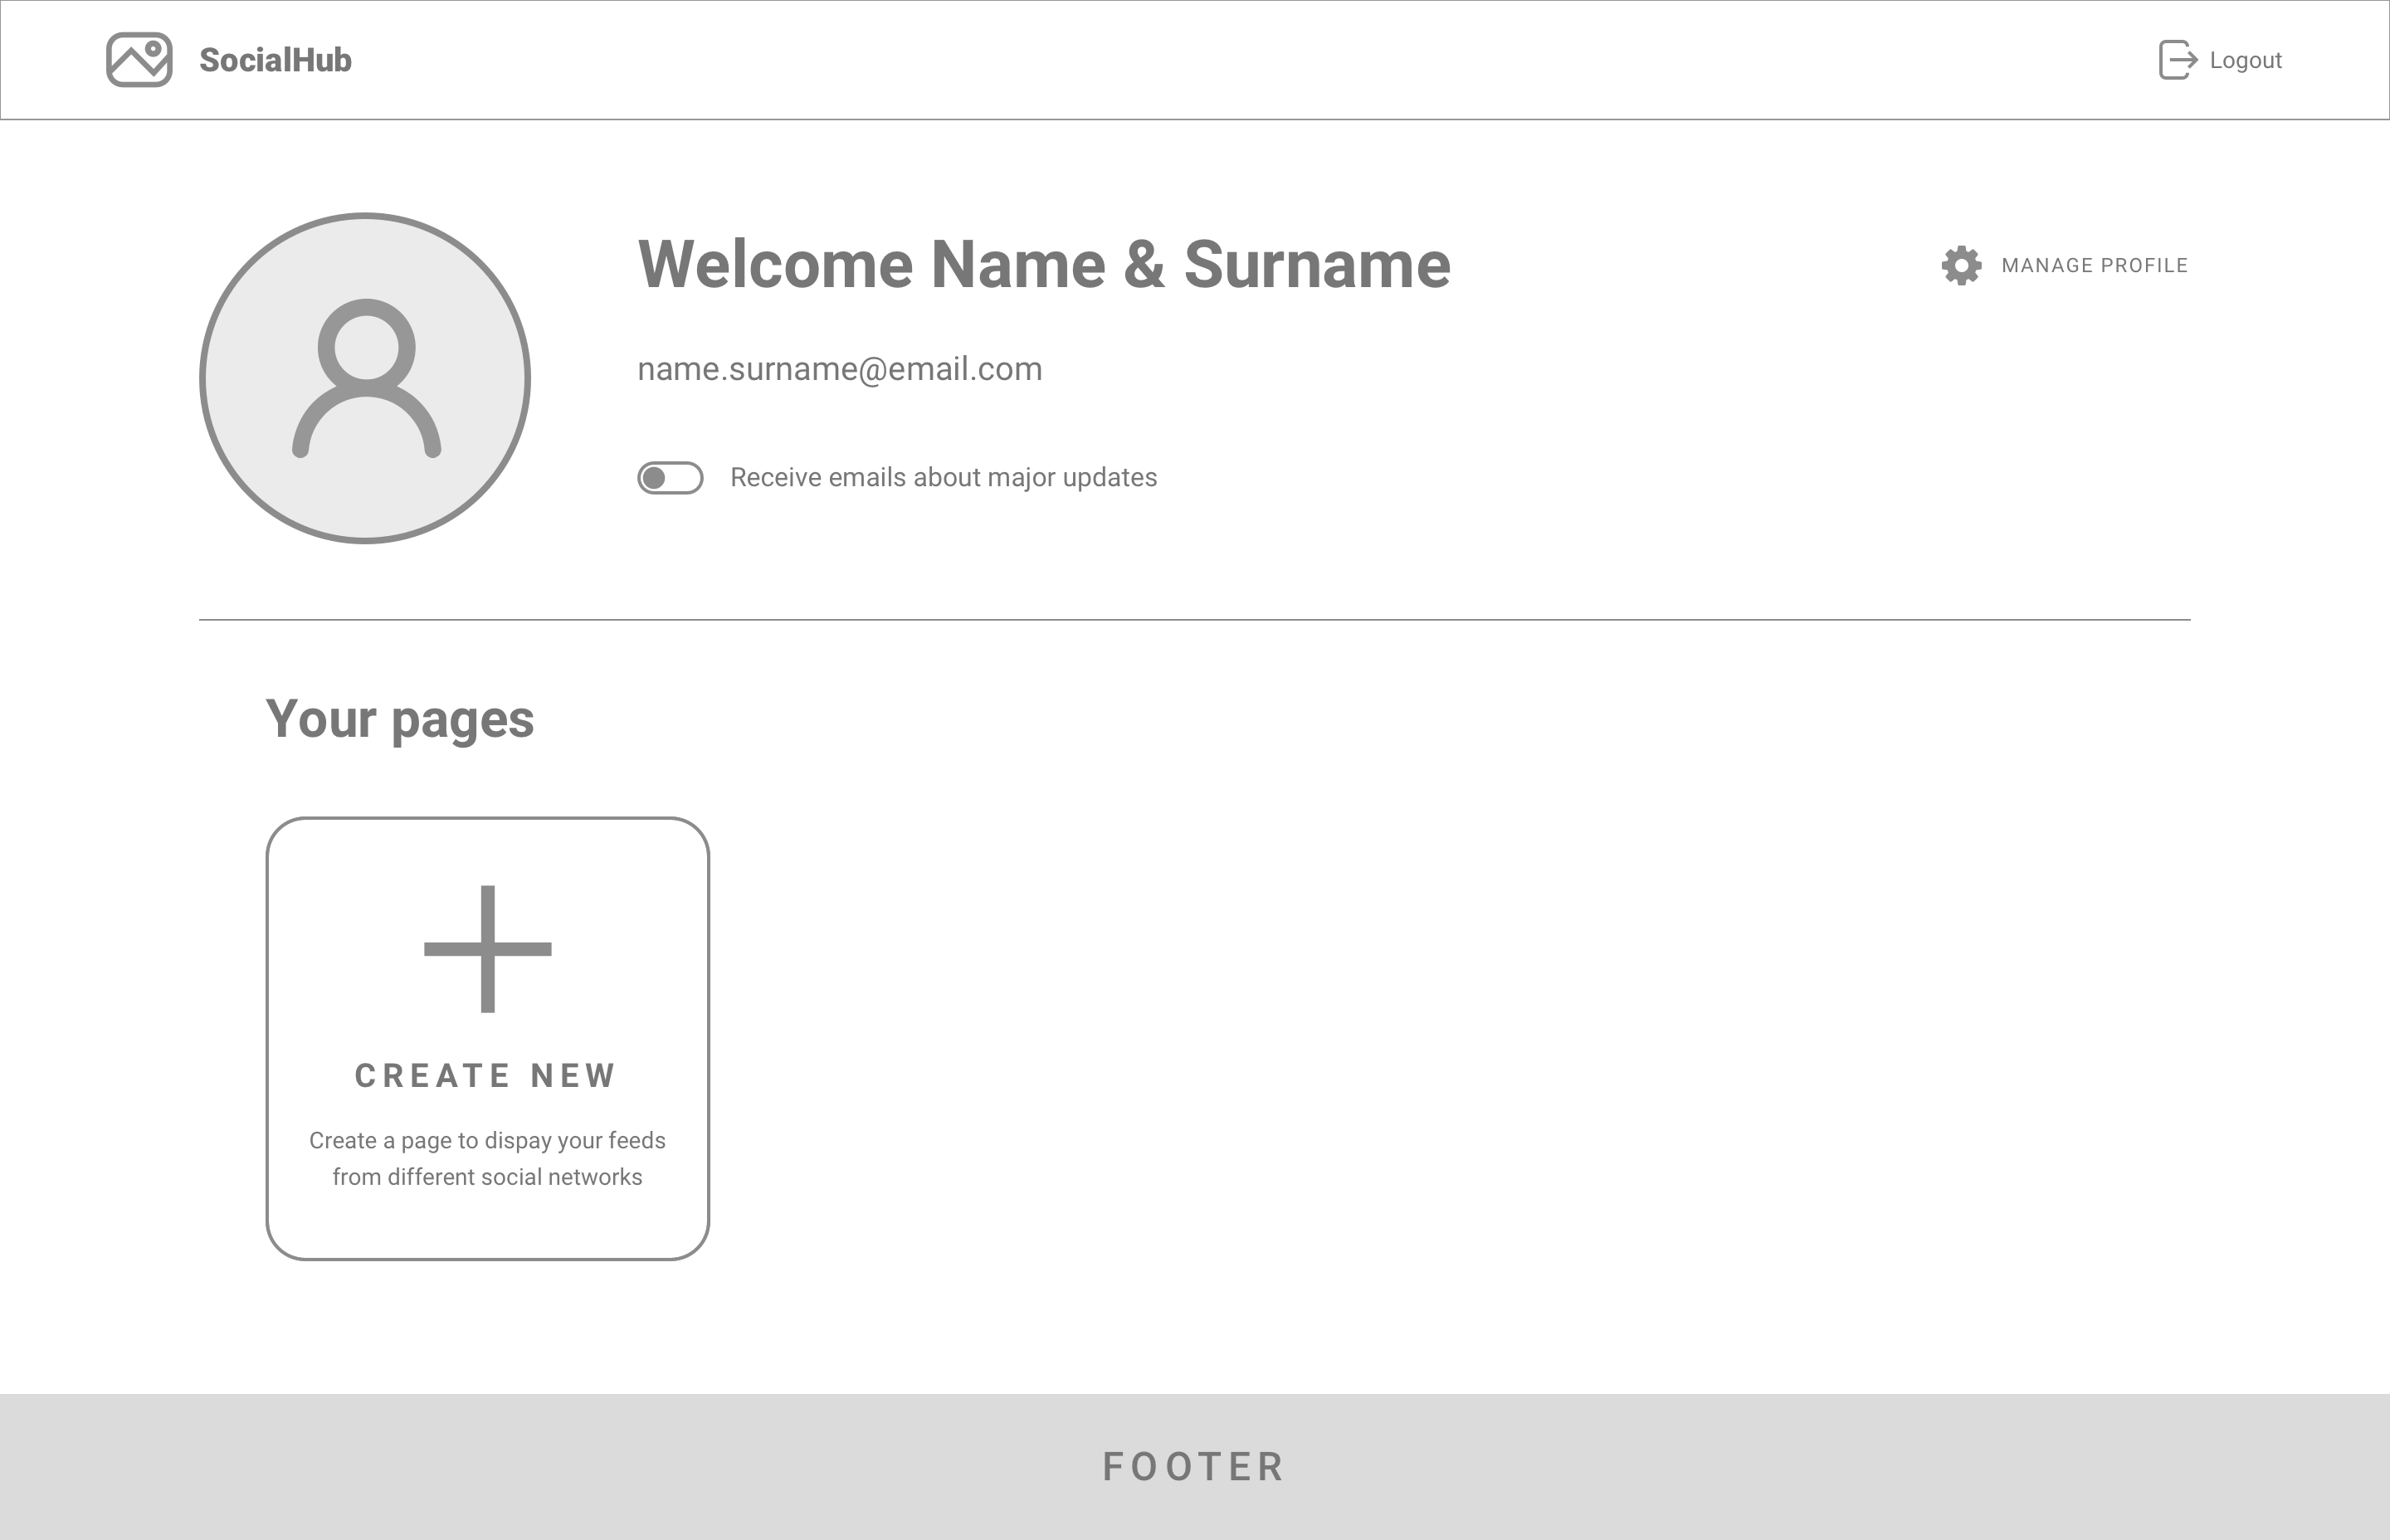 SocialHub
Logout
Welcome Name & Surname
MANAGE PROFILE
name.surname@email.com
Receive emails about major updates
Your pages
CREATE NEW
Create a page to dispay your feeds
from different social networks
FOOTER